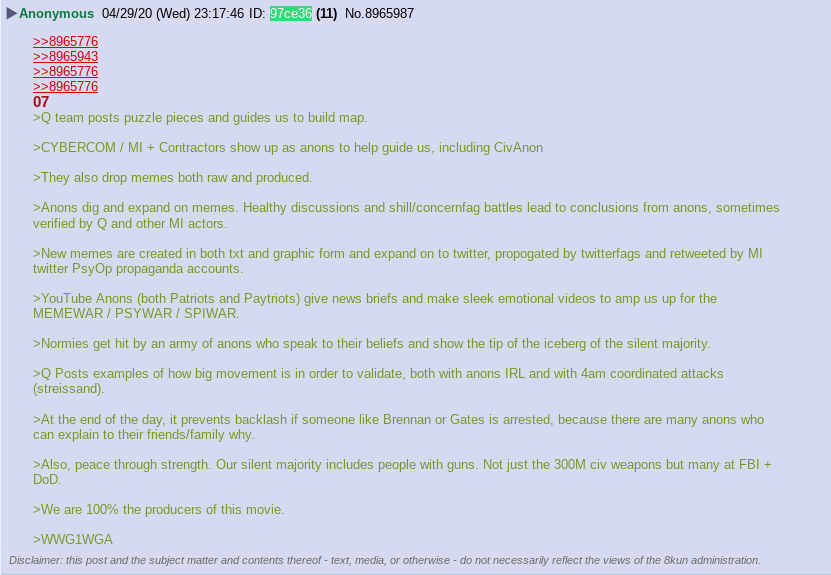 ▶Anonymous 04/29/20 (Wed) 23:17:46 ID: 97ce36 (11) No.8965987
>>8965776
>>8965943
>>8965776
>>8965776
07
>Q team posts puzzle pieces and guides us to build map.
>CYBERCOM / MI + Contractors show up as anons to help guide us, including CivAnon
>They also drop memes both raw and produced.
>Anons dig and expand on memes. Healthy discussions and shill/concernfag battles lead to conclusions from anons, sometimes
verified by Q and other MI actors.
>New memes are created in both txt and graphic form and expand on to twitter, propogated by twitterfags and retweeted by MI
twitter PsyOp propaganda accounts.
>YouTube Anons (both Patriots and Paytriots) give news briefs and make sleek emotional videos to amp us up for the
MEMEWAR / PSYWAR / SPIWAR.
>Normies get hit by an army of anons who speak to their beliefs and show the tip of the iceberg of the silent majority.
>Q Posts examples of how big movement is in order to validate, both with anons IRL and with 4am coordinated attacks
(streissand).
>At the end of the day, it prevents backlash if someone like Brennan or Gates is arrested, because there are many anons who
can explain to their friends/family why.
>Also, peace through strength. Our silent majority includes people with guns. Not just the 300M civ weapons but many at FBI +
DoD.
>We are 100% the producers of this movie.
>WWG1WGA
Disclaimer: this post and the subject matter and contents thereof - text, media, or otherwise - do not necessarily reflect the views of the 8kun administration.